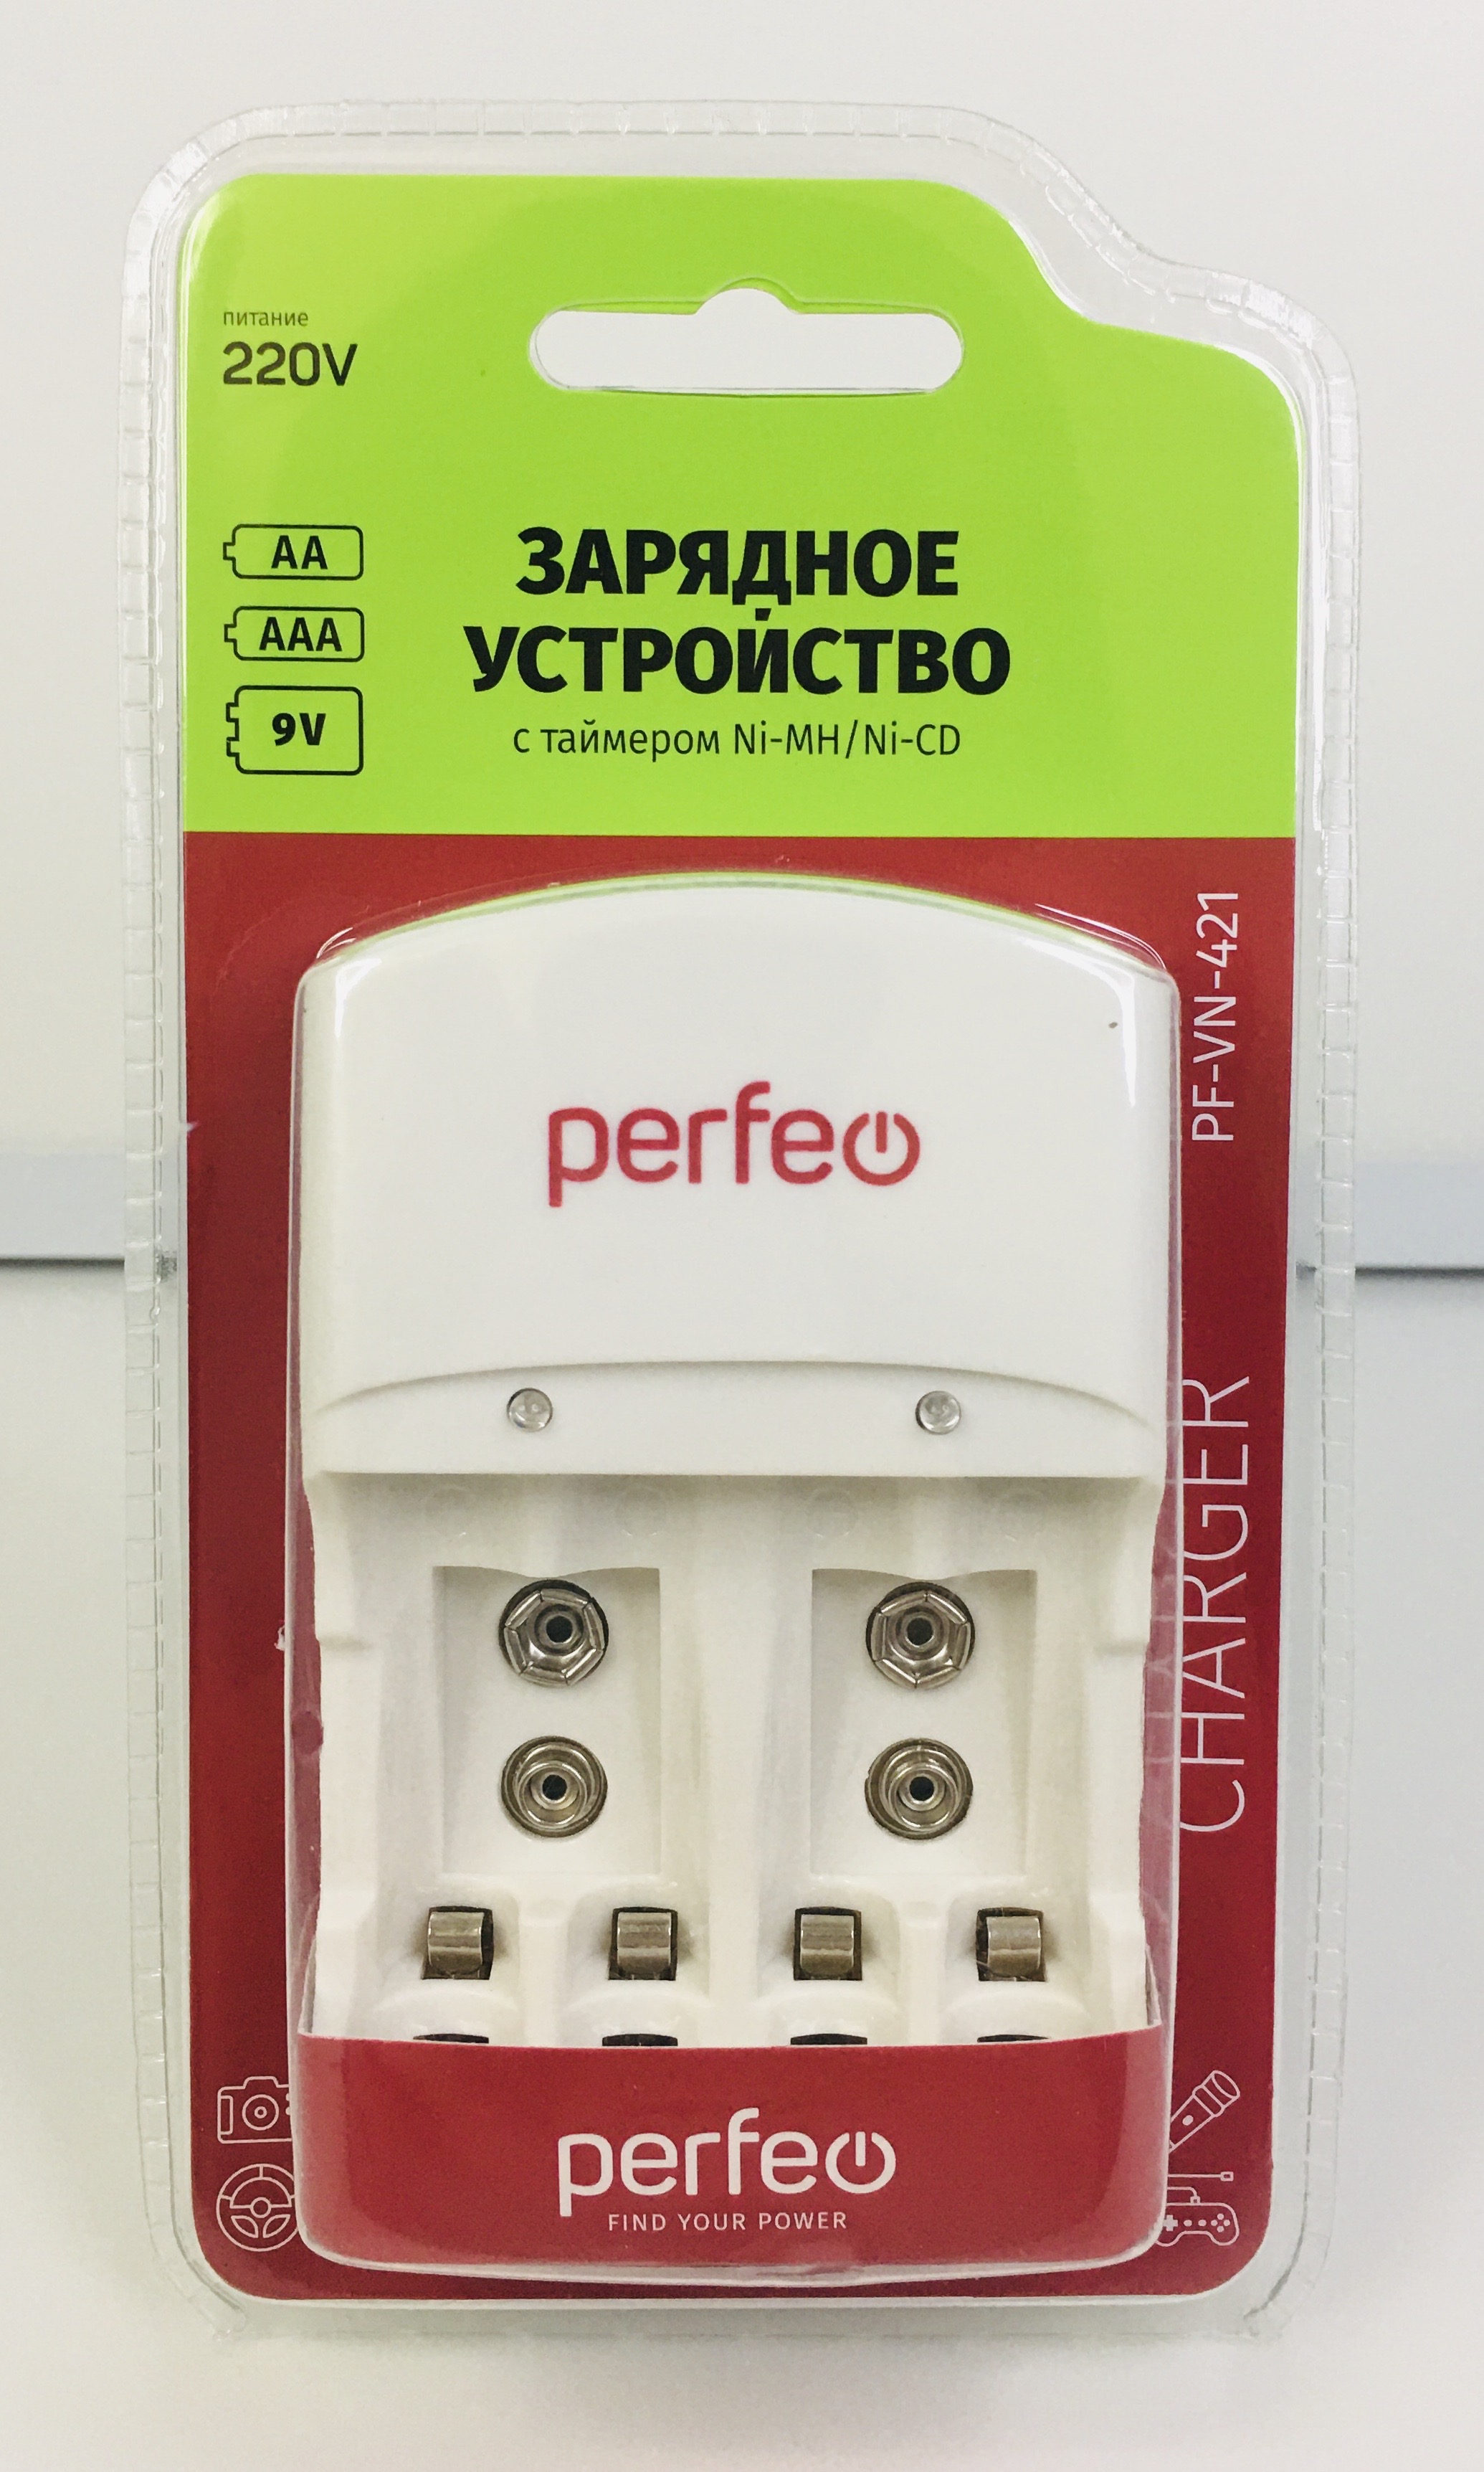 питание
220V
AA
AAA
9V
ЗАРЯДНОЕ
УСТРОЙСТВО
с таймером Ni-MH/Ni-CD
PF-VN-421
perfeo
CHARGER
perfeo
FIND YOUR POWER